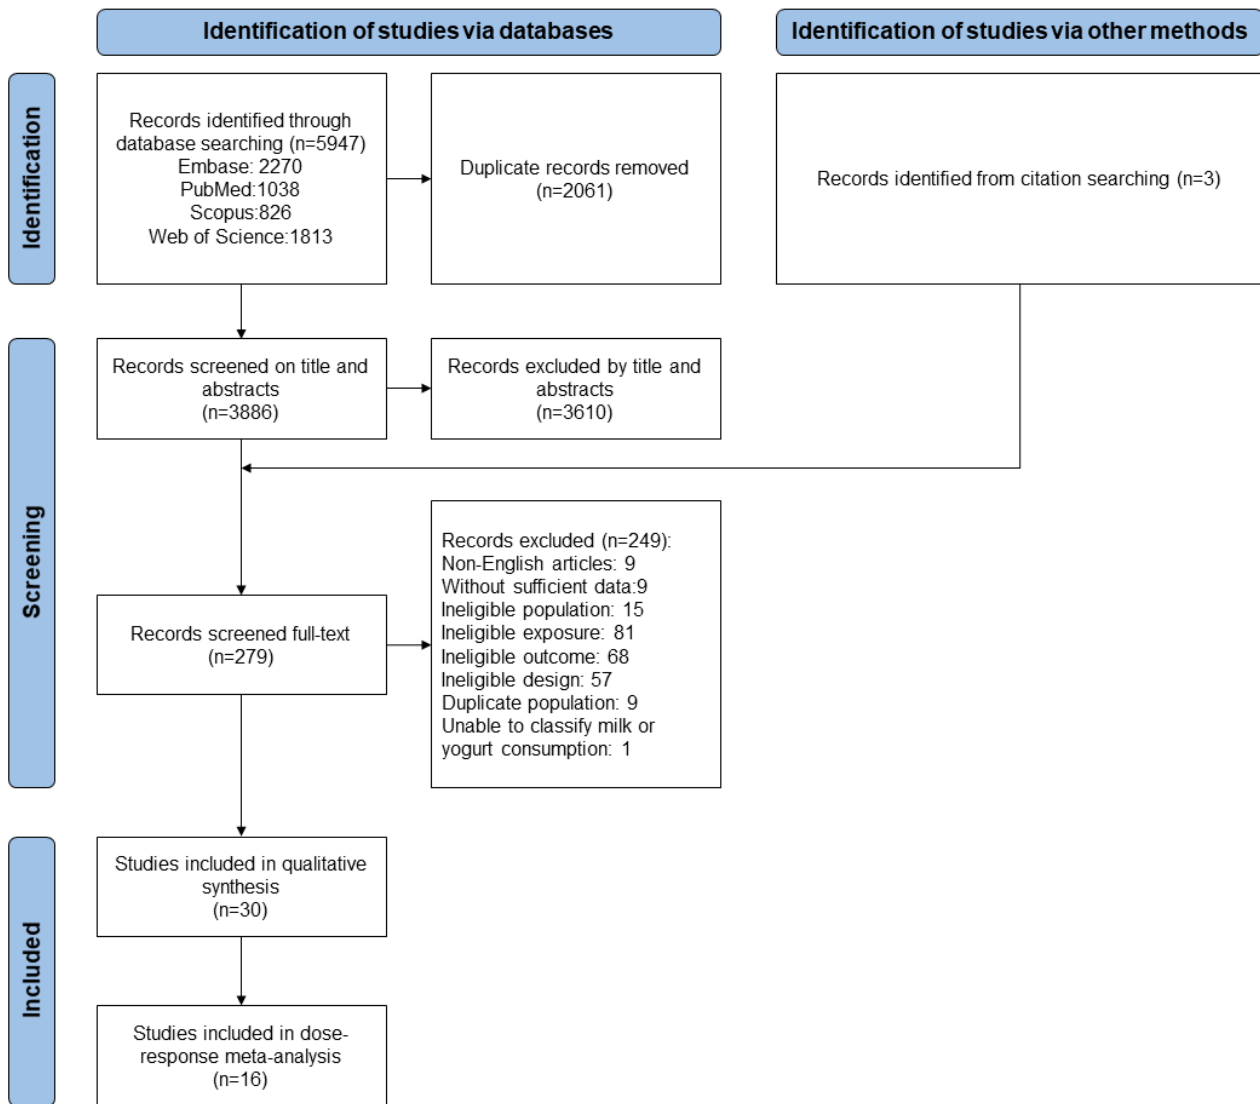 Identification of studies via databases
Identification of studies via other methods
Identification
Records identified through
database searching (n=5947)
Embase: 2270
PubMed:1038
Scopus:826
Web of Science:1813
Duplicate records removed
(n=2061)
Records identified from citation searching (n=3)
Screening
Records screened on title and
abstracts
(n=3886)
Records excluded by title and
abstracts
(n=3610)
Records screened full-text
(n=279)
Records excluded (n=249):
Non-English articles: 9
Without sufficient data:9
Ineligible population: 15
Ineligible exposure: 81
Ineligible outcome: 68
Ineligible design: 57
Duplicate population: 9
Unable to classify milk or
yogurt consumption: 1
Included
Studies included in qualitative
synthesis
(n=30)
Studies included in dose-
response meta-analysis
(n=16)